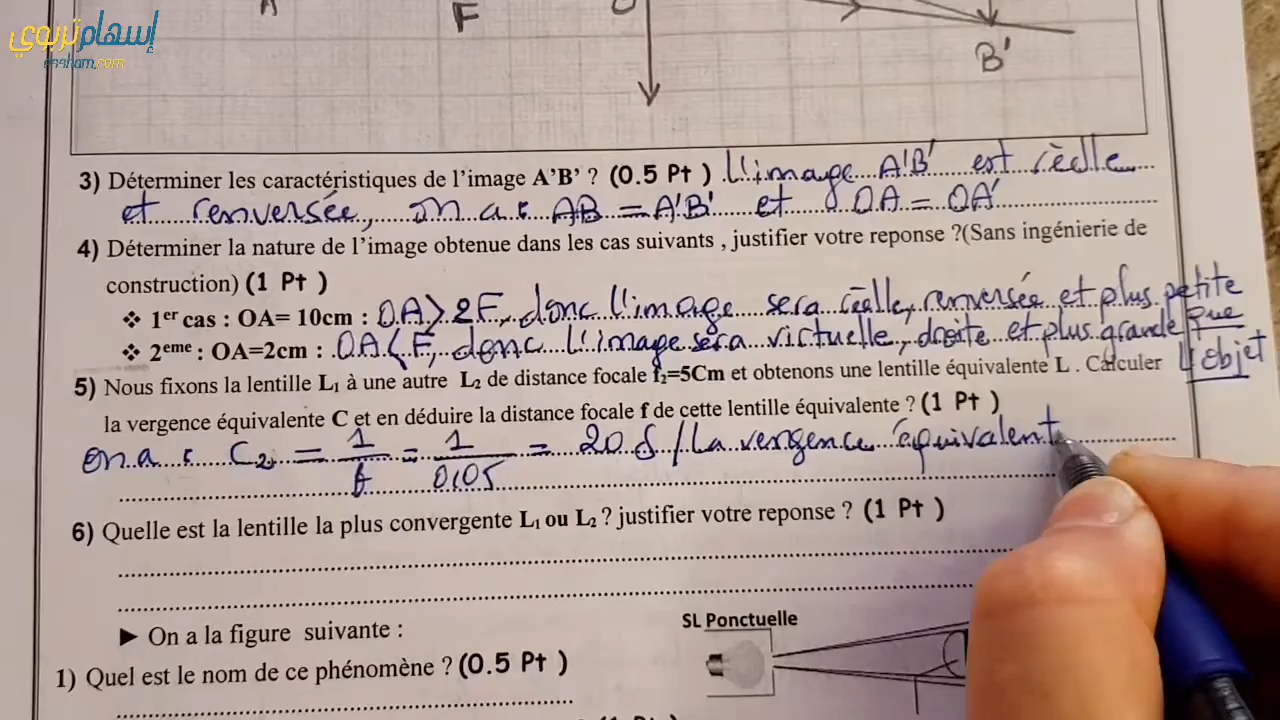 إسهام تربوي
essham.com
A F O
B'
3) Déterminer les caractéristiques de l'image A'B' ? (0.5 Pt ) L'image A'B' est réelle
et renversée, on a : AB = A'B' et OA = OA'
4) Déterminer la nature de l'image obtenue dans les cas suivants , justifier votre reponse ?(Sans ingénierie de
construction) (1 Pt )
❖ 1er cas : OA= 10cm : OA > 2F, donc l'image sera réelle, renversée et plus petite
❖ 2eme : OA=2cm : OA < F, donc l'image sera virtuelle, droite et plus grande que
l'objet
5) Nous fixons la lentille L₁ à une autre L₂ de distance focale f₂=5Cm et obtenons une lentille équivalente L . Calculer
la vergence équivalente C et en déduire la distance focale f de cette lentille équivalente ? (1 Pt )
on a : C₂ = 1/f = 1/0,05 = 20 δ / La vergence équivalent
6) Quelle est la lentille la plus convergente L₁ ou L₂ ? justifier votre reponse ? (1 Pt )
► On a la figure suivante :
SL Ponctuelle
1) Quel est le nom de ce phénomène ? (0.5 Pt )